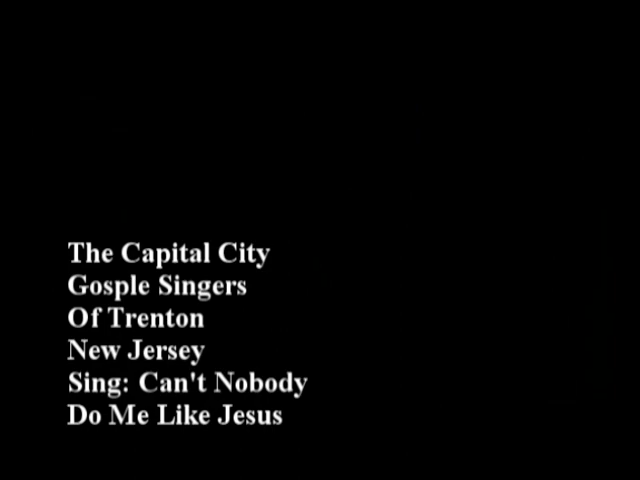 The Capital City
Gosple Singers
Of Trenton
New Jersey
Sing: Can't Nobody
Do Me Like Jesus